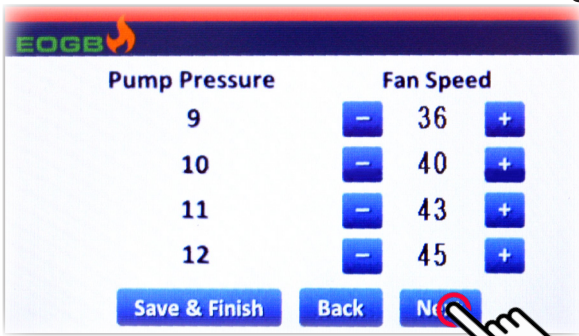 EOGB
Pump Pressure Fan Speed
9 - 36 +
10 - 40 +
11 - 43 +
12 - 45 +
Save & Finish Back